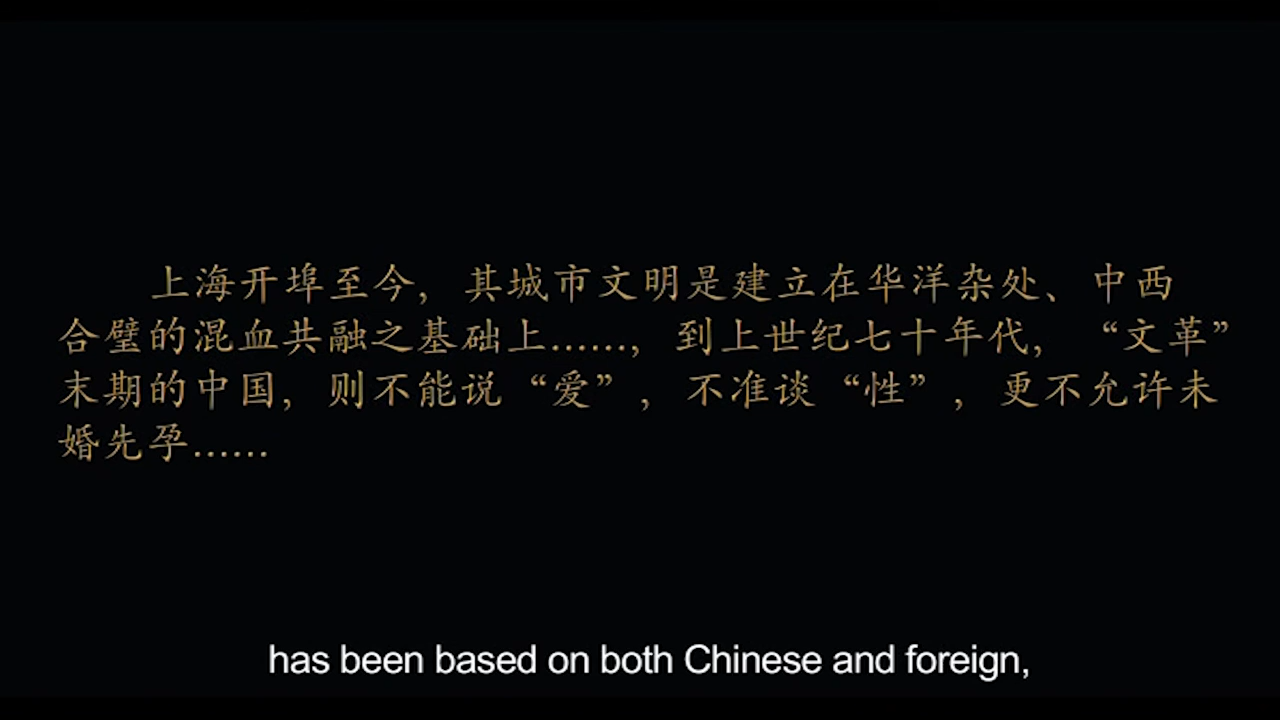 上海开埠至今，其城市文明是建立在华洋杂处、中西
合璧的混血共融之基础上……，到上世纪七十年代，“文革”
末期的中国，则不能说“爱”，不准谈“性”，更不允许未
婚先孕……
has been based on both Chinese and foreign,